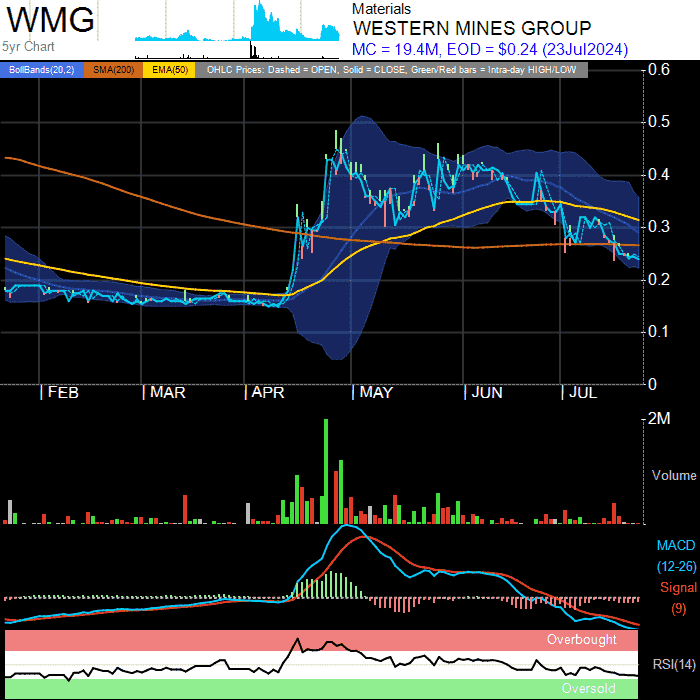 WMG
5yr Chart
Materials
WESTERN MINES GROUP
MC = 19.4M, EOD = $0.24 (23Jul2024)
BollBands(20,2) SMA(200) EMA(50) OHLC Prices: Dashed = OPEN, Solid = CLOSE, Green/Red bars = Intra-day HIGH/LOW
0.6
0.5
0.4
0.3
0.2
0.1
0
FEB MAR APR MAY JUN JUL
2M
Volume
MACD
(12-26)
Signal
(9)
Overbought
RSI(14)
Oversold